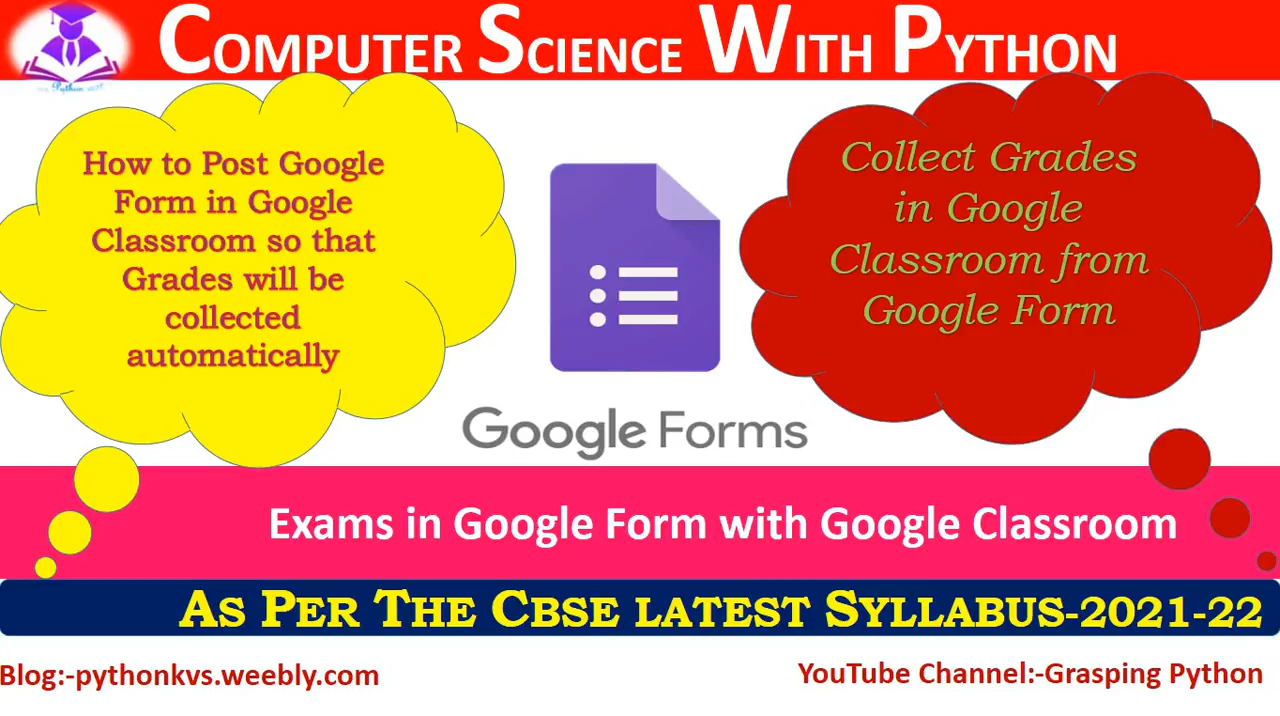 COMPUTER SCIENCE WITH PYTHON
How to Post Google
Form in Google
Classroom so that
Grades will be
collected
automatically
Collect Grades
in Google
Classroom from
Google Form
Google Forms
Exams in Google Form with Google Classroom
AS PER THE CBSE LATEST SYLLABUS-2021-22
Blog:-pythonkvs.weebly.com
YouTube Channel:-Grasping Python